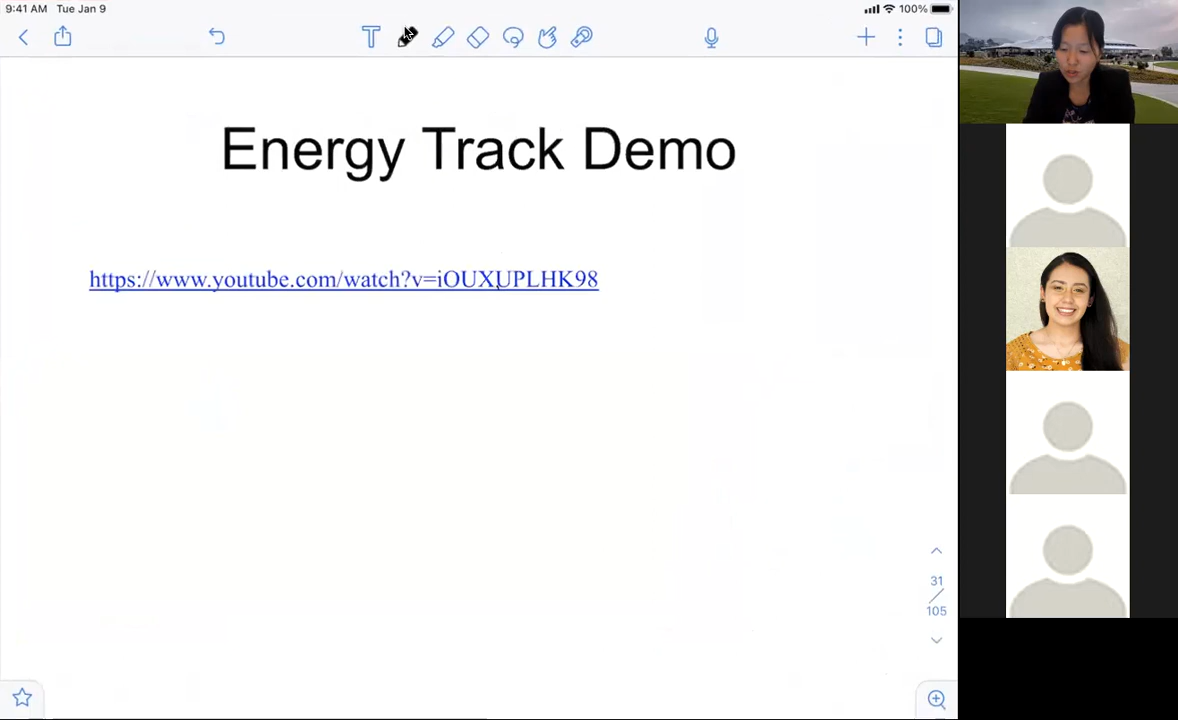 9:41 AM Tue Jan 9
100%
T
Energy Track Demo
https://www.youtube.com/watch?v=iOUXUPLHK98
31
105